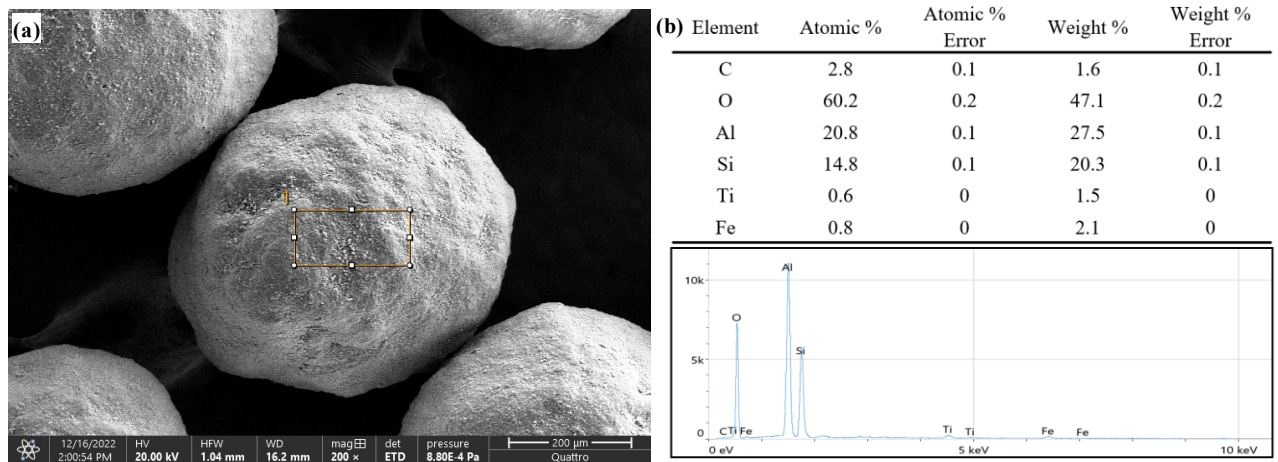 (a)
1
12/16/2022 HV HFW WD mag det pressure 200 µm
2:00:54 PM 20.00 kV 1.04 mm 16.2 mm 200 × ETD 8.80E-4 Pa Quattro
(b) Element Atomic % Atomic % Error Weight % Weight % Error
C 2.8 0.1 1.6 0.1
O 60.2 0.2 47.1 0.2
Al 20.8 0.1 27.5 0.1
Si 14.8 0.1 20.3 0.1
Ti 0.6 0 1.5 0
Fe 0.8 0 2.1 0
10k Al
O
5k Si
0 C Ti Fe Ti Ti Fe Fe
0 eV 5 keV 10 keV